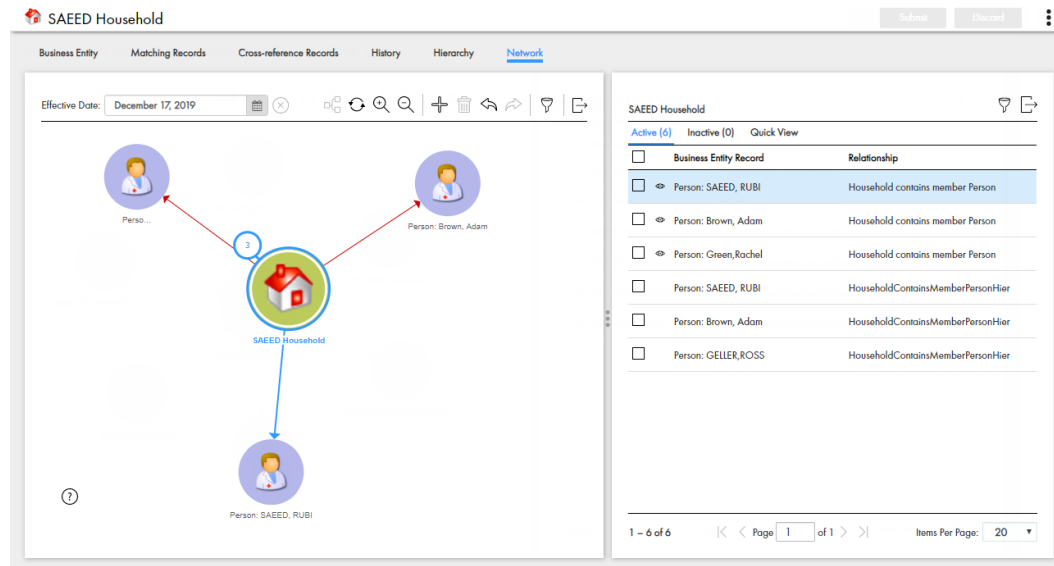 SAEED Household
Submit Discard
Business Entity Matching Records Cross-reference Records History Hierarchy Network
Effective Date: December 17, 2019
Perso...
Person: Brown, Adam
3
SAEED Household
Person: SAEED, RUBI
?
SAEED Household
Active (6) Inactive (0) Quick View
Business Entity Record Relationship
Person: SAEED, RUBI Household contains member Person
Person: Brown, Adam Household contains member Person
Person: Green,Rachel Household contains member Person
Person: SAEED, RUBI HouseholdContainsMemberPersonHier
Person: Brown, Adam HouseholdContainsMemberPersonHier
Person: GELLER,ROSS HouseholdContainsMemberPersonHier
1 – 6 of 6 Page 1 of 1 Items Per Page: 20